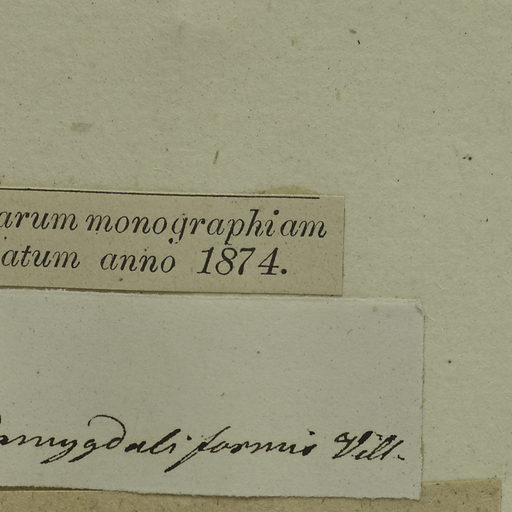 arum monographiam
atum anno 1874.
amygdaliformis Vill.